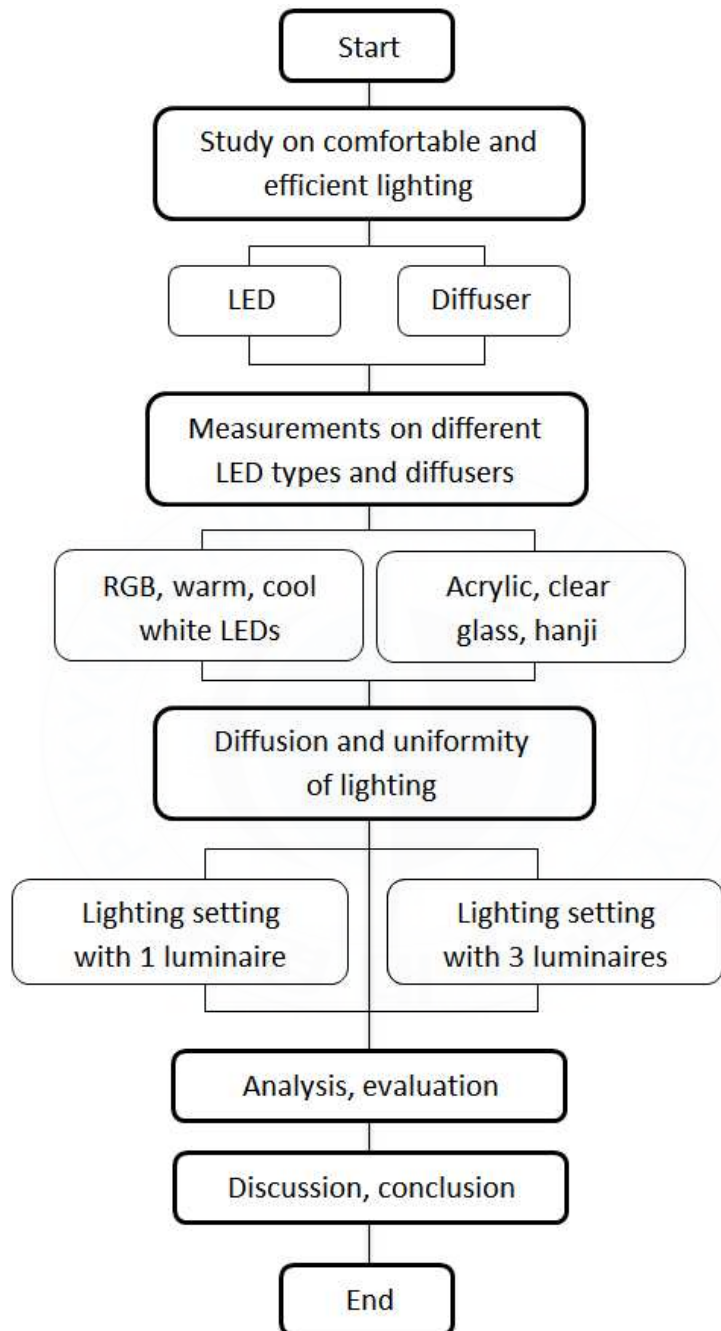 Start
Study on comfortable and
efficient lighting
LED
Diffuser
Measurements on different
LED types and diffusers
RGB, warm, cool
white LEDs
Acrylic, clear
glass, hanji
Diffusion and uniformity
of lighting
Lighting setting
with 1 luminaire
Lighting setting
with 3 luminaires
Analysis, evaluation
Discussion, conclusion
End